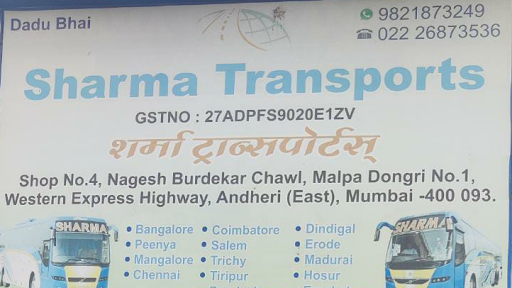 Dadu Bhai
9821873249
022 26873536
Sharma Transports
GSTNO : 27ADPFS9020E1ZV
शर्मा ट्रान्सपोर्टस्
Shop No.4, Nagesh Burdekar Chawl, Malpa Dongri No.1,
Western Express Highway, Andheri (East), Mumbai -400 093.
SHARMA
• Bangalore • Coimbatore • Dindigal
• Peenya • Salem • Erode
• Mangalore • Trichy • Madurai
• Chennai • Tiripur • Hosur
SHARMA